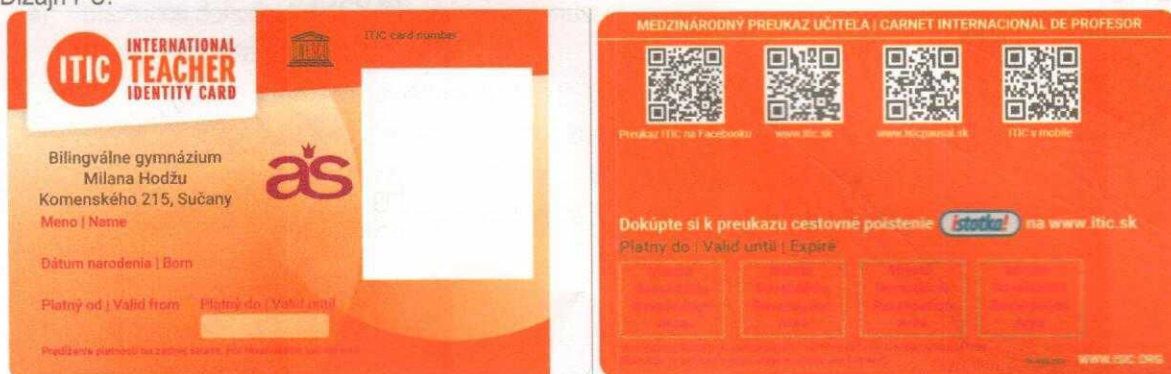 ITIC
INTERNATIONAL
TEACHER
IDENTITY CARD
ITIC card number
Bilingválne gymnázium
Milana Hodžu
Komenského 215, Sučany
aŝs
Meno | Name
Dátum narodenia | Born
Platný od | Valid from
Platný do | Valid until
MEDZINÁRODNÝ PREUKAZ UČITEĽA | CARNET INTERNACIONAL DE PROFESOR
Preukaz ITIC na Facebooku
www.itic.sk
www.isicpausal.sk
ITIC v mobile
Dokúpte si k preukazu cestovné poistenie istotka! na www.itic.sk
Platný do | Valid until | Expire
WWW.ISIC.ORG